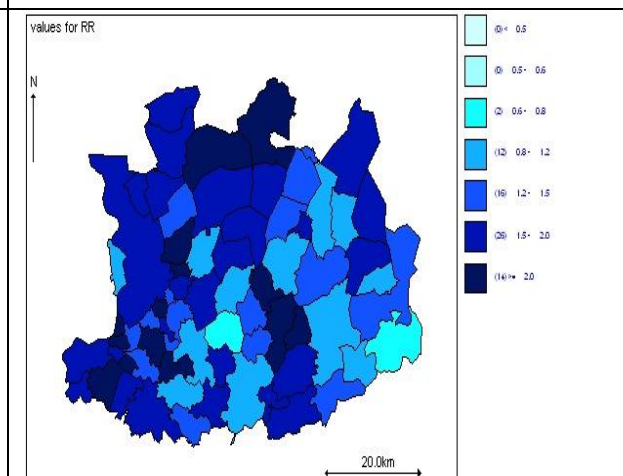 values for RR
N
(0) < 0.5
(0) 0.5 - 0.6
(2) 0.6 - 0.8
(12) 0.8 - 1.2
(16) 1.2 - 1.5
(26) 1.5 - 2.0
(14) >= 2.0
20.0km